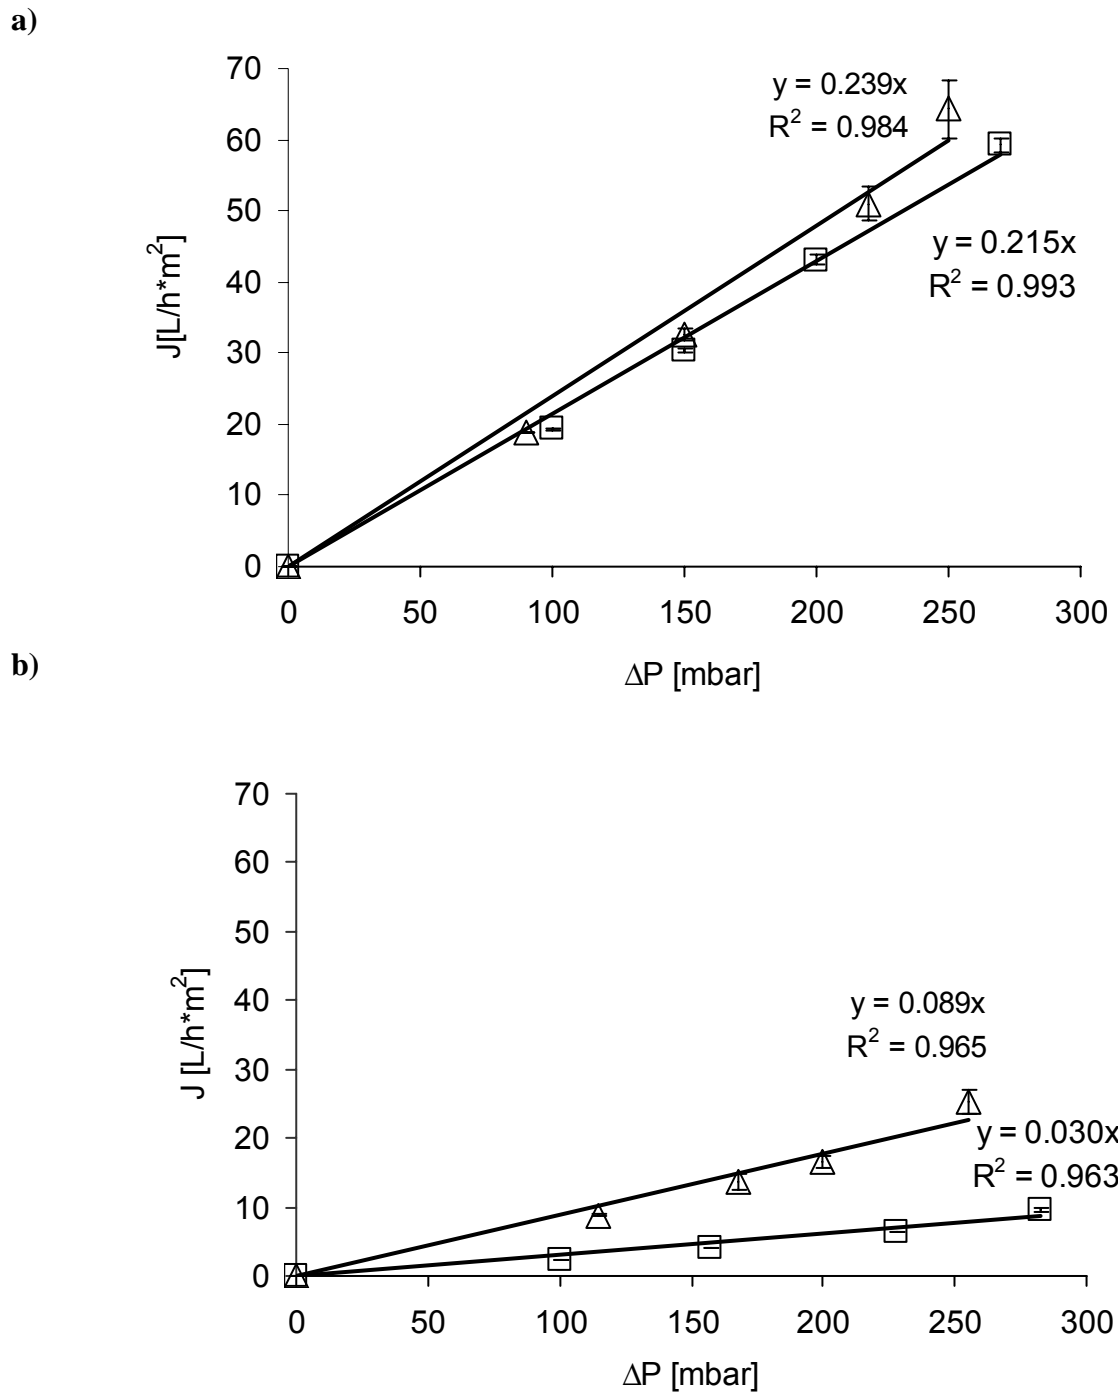 a)
70
60
50
40
30
20
10
0
J[L/h*m²]
y = 0.239x
R² = 0.984
y = 0.215x
R² = 0.993
0 50 100 150 200 250 300
ΔP [mbar]
b)
70
60
50
40
30
20
10
0
J [L/h*m²]
y = 0.089x
R² = 0.965
y = 0.030x
R² = 0.963
0 50 100 150 200 250 300
ΔP [mbar]